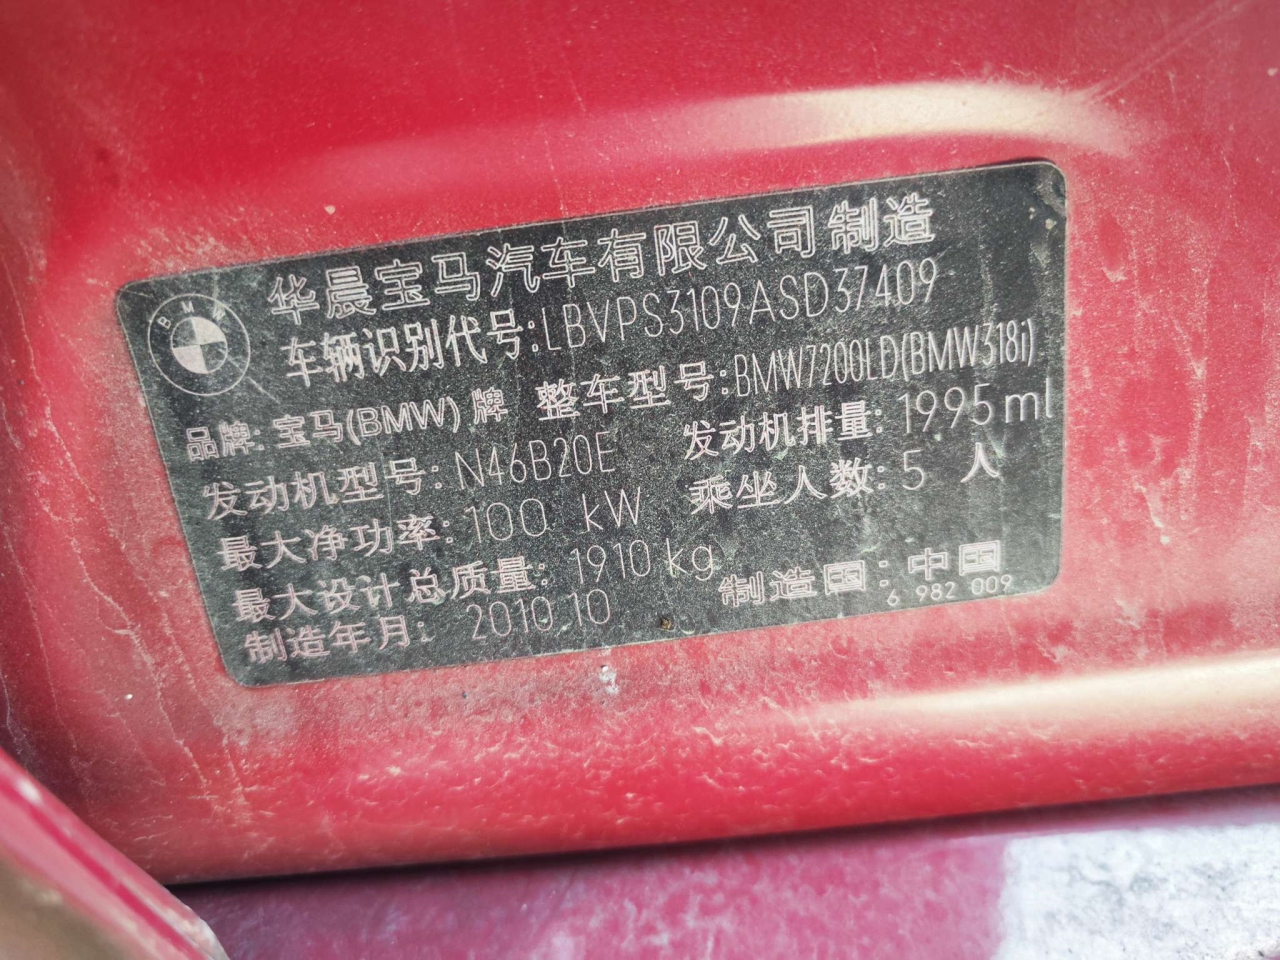 BMW
华晨宝马汽车有限公司制造
车辆识别代号:LBVPS3109ASD37409
品牌:宝马(BMW)牌 整车型号:BMW7200LD(BMW318i)
发动机型号:N46B20E 发动机排量:1995ml
最大净功率:100 kW 乘坐人数:5 人
最大设计总质量:1910kg
制造年月:2010.10 制造国:中国
6 982 009